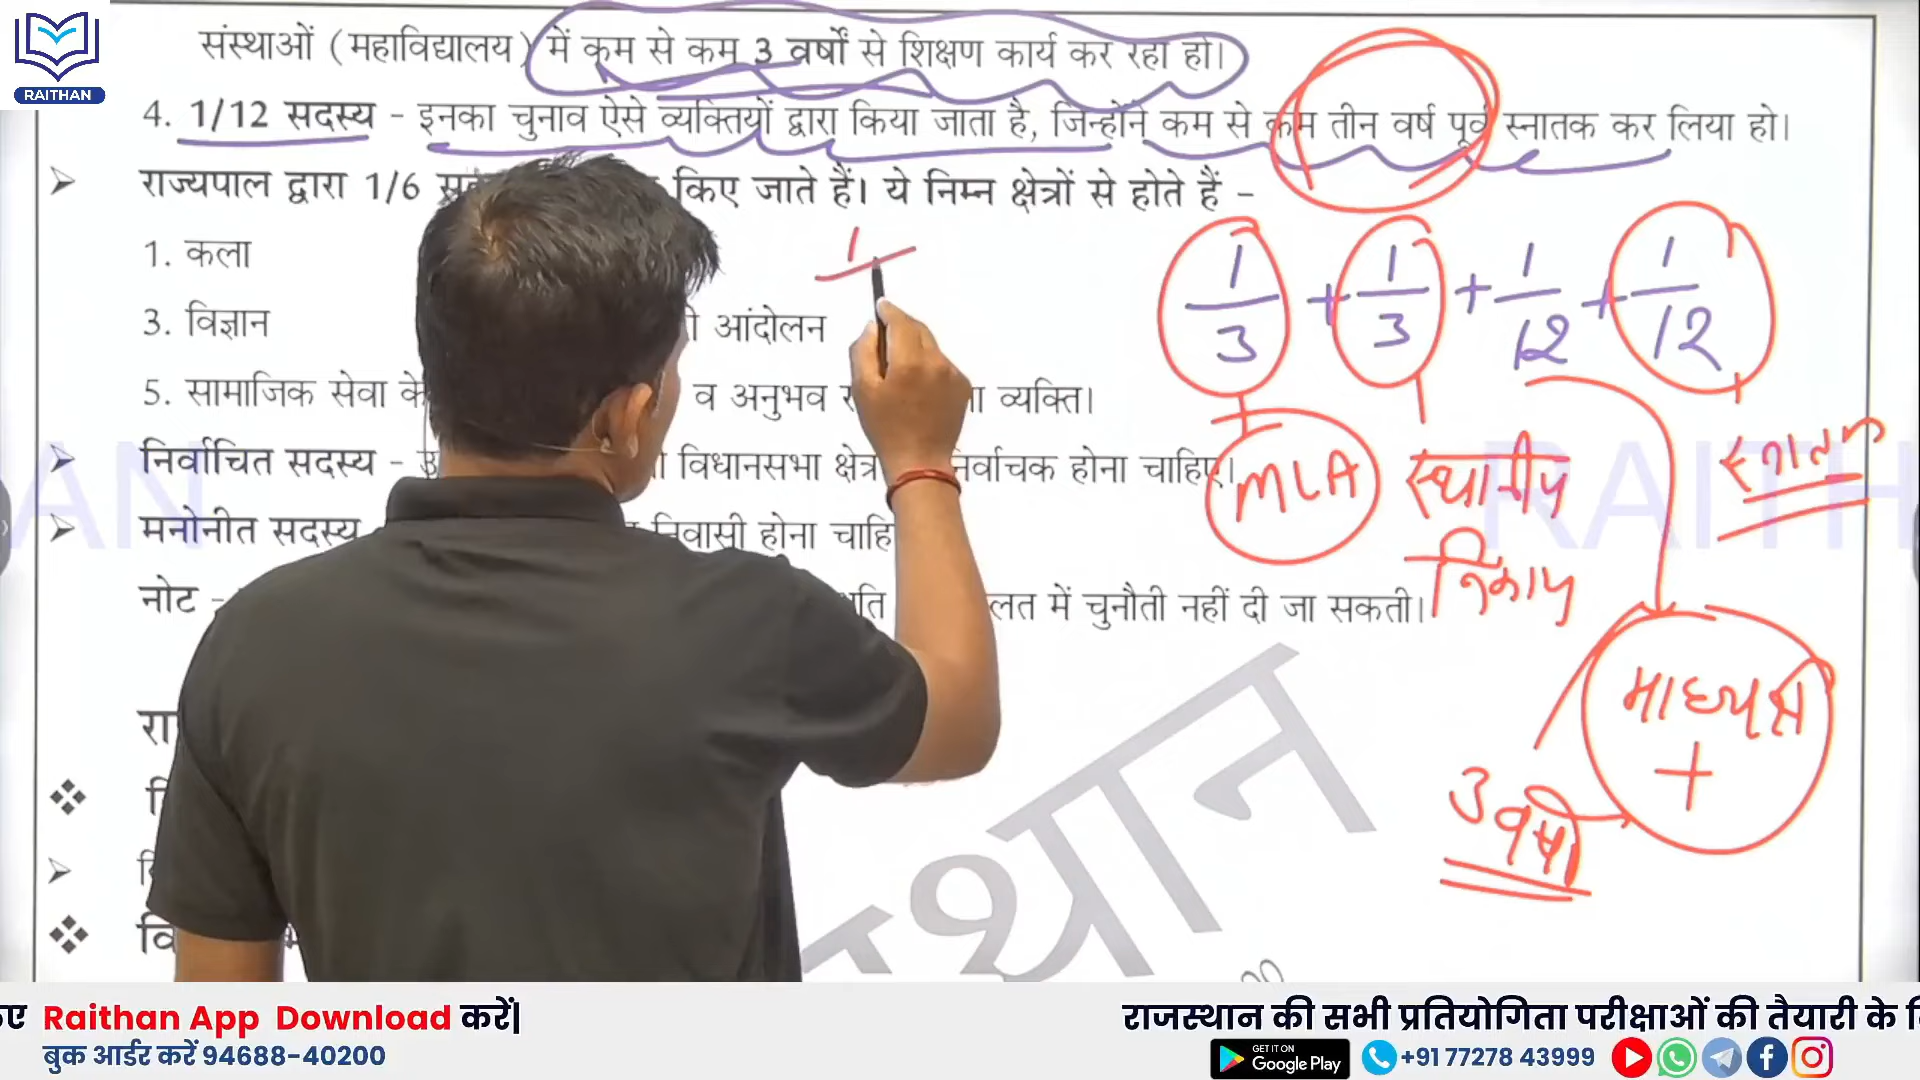 RAITHAN
संस्थाओं (महाविद्यालय) में कम से कम 3 वर्षों से शिक्षण कार्य कर रहा हो।
4. 1/12 सदस्य - इनका चुनाव ऐसे व्यक्तियों द्वारा किया जाता है, जिन्होंने कम से कम तीन वर्ष पूर्व स्नातक कर लिया हो।
राज्यपाल द्वारा 1/6 किए जाते हैं। ये निम्न क्षेत्रों से होते हैं -
1. कला
3. विज्ञान आंदोलन
5. सामाजिक सेवा के व अनुभव व्यक्ति।
निर्वाचित सदस्य - विधानसभा क्षेत्र निर्वाचक होना चाहिए।
मनोनीत सदस्य निवासी होना
नोट - में चुनौती नहीं दी जा सकती।
1
1/3 + 1/3 + 1/12 + 1/12
MLA
स्थानीय
निकाय
स्नातक
माध्यमिक
+
3 वर्ष
RAITH
Raithan App Download करें|
बुक आर्डर करें 94688-40200
राजस्थान की सभी प्रतियोगिता परीक्षाओं की तैयारी के
GET IT ON
Google Play
+91 77278 43999